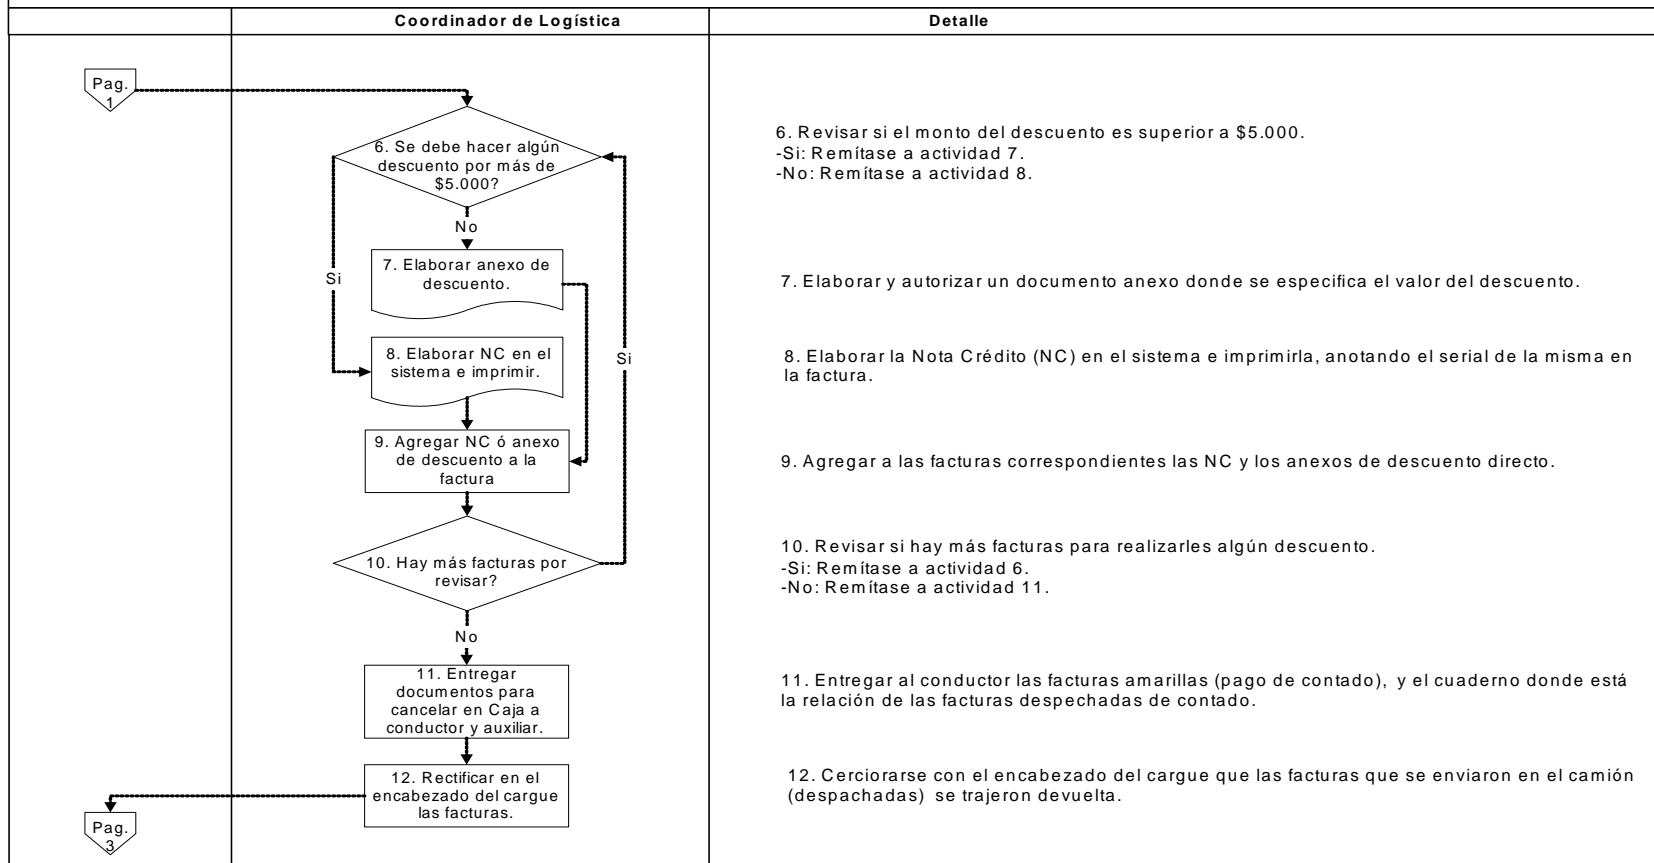 Coordinador de Logística
Detalle
Pag.
1
6. Se debe hacer algún
descuento por más de
$5.000?
No
Si
7. Elaborar anexo de
descuento.
8. Elaborar NC en el
sistema e imprimir.
Si
9. Agregar NC ó anexo
de descuento a la
factura
10. Hay más facturas por
revisar?
No
11. Entregar
documentos para
cancelar en Caja a
conductor y auxiliar.
12. Rectificar en el
encabezado del cargue
las facturas.
Pag.
3
6. Revisar si el monto del descuento es superior a $5.000.
-Si: Remítase a actividad 7.
-No: Remítase a actividad 8.
7. Elaborar y autorizar un documento anexo donde se especifica el valor del descuento.
8. Elaborar la Nota Crédito (NC) en el sistema e imprimirla, anotando el serial de la misma en
la factura.
9. Agregar a las facturas correspondientes las NC y los anexos de descuento directo.
10. Revisar si hay más facturas para realizarles algún descuento.
-Si: Remítase a actividad 6.
-No: Remítase a actividad 11.
11. Entregar al conductor las facturas amarillas (pago de contado), y el cuaderno donde está
la relación de las facturas despechadas de contado.
12. Cerciorarse con el encabezado del cargue que las facturas que se enviaron en el camión
(despachadas) se trajeron devuelta.